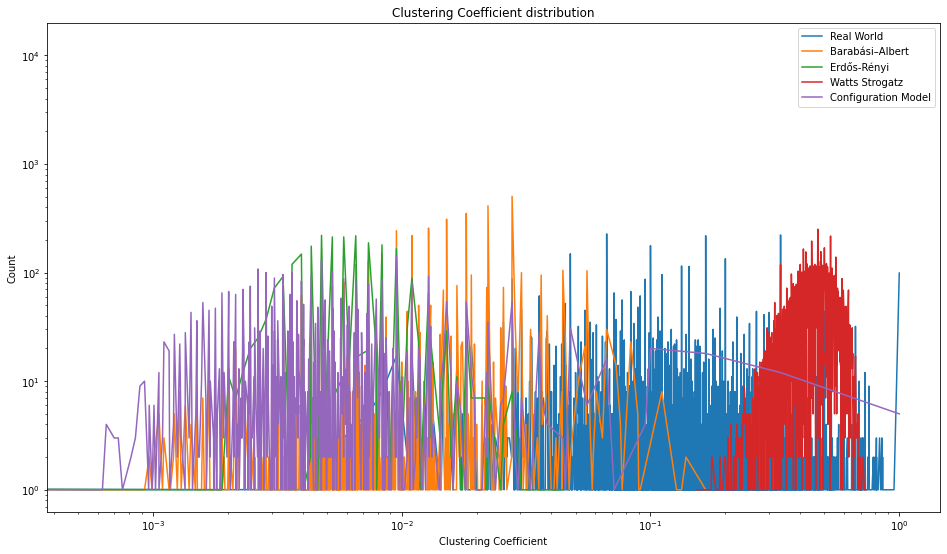 Clustering Coefficient distribution
Real World
Barabási–Albert
Erdős-Rényi
Watts Strogatz
Configuration Model
Count
10⁴
10³
10²
10¹
10⁰
10⁻³
10⁻²
10⁻¹
10⁰
Clustering Coefficient